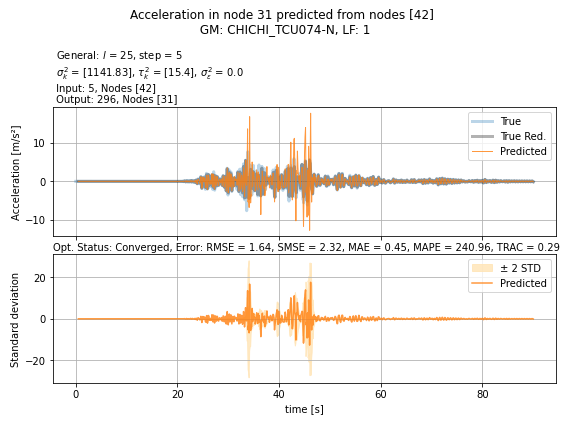 Acceleration in node 31 predicted from nodes [42]
GM: CHICHI_TCU074-N, LF: 1
General: l = 25, step = 5
σ²ₖ = [1141.83], τ²ₖ = [15.4], σ²ε = 0.0
Input: 5, Nodes [42]
Output: 296, Nodes [31]
Acceleration [m/s²]
10
0
−10
True
True Red.
Predicted
Opt. Status: Converged, Error: RMSE = 1.64, SMSE = 2.32, MAE = 0.45, MAPE = 240.96, TRAC = 0.29
Standard deviation
20
0
−20
± 2 STD
Predicted
0 20 40 60 80
time [s]